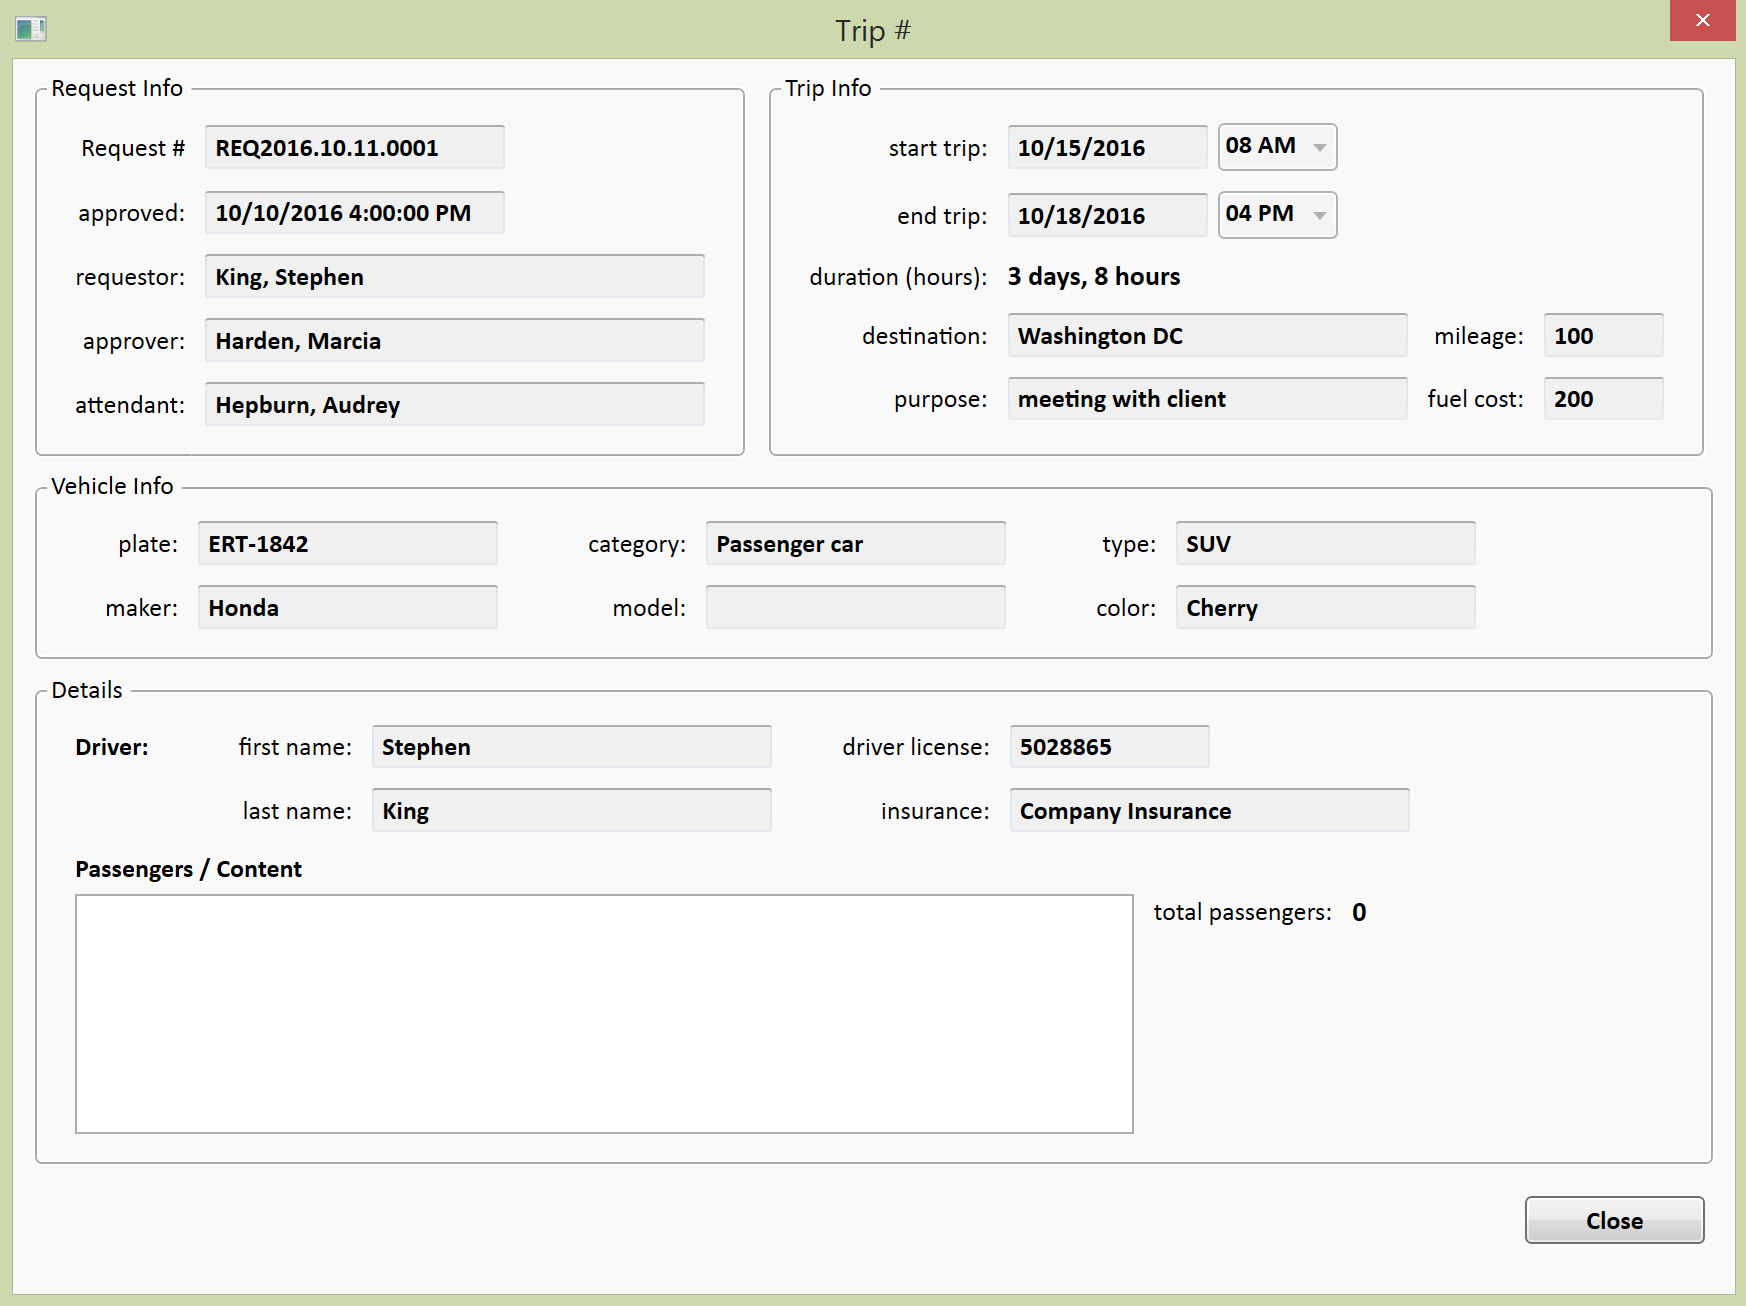 Trip #
Request Info
Request # REQ2016.10.11.0001
approved: 10/10/2016 4:00:00 PM
requestor: King, Stephen
approver: Harden, Marcia
attendant: Hepburn, Audrey
Trip Info
start trip: 10/15/2016 08 AM
end trip: 10/18/2016 04 PM
duration (hours): 3 days, 8 hours
destination: Washington DC mileage: 100
purpose: meeting with client fuel cost: 200
Vehicle Info
plate: ERT-1842 category: Passenger car type: SUV
maker: Honda model: color: Cherry
Details
Driver: first name: Stephen driver license: 5028865
last name: King insurance: Company Insurance
Passengers / Content
total passengers: 0
Close